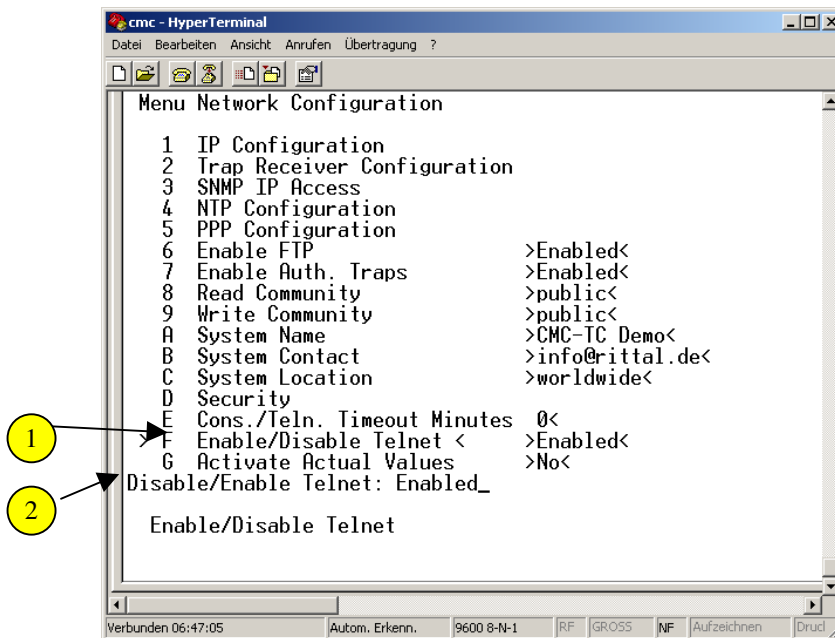 cmc - HyperTerminal
Datei Bearbeiten Ansicht Anrufen Übertragung ?
Menu Network Configuration
1 IP Configuration
2 Trap Receiver Configuration
3 SNMP IP Access
4 NTP Configuration
5 PPP Configuration
6 Enable FTP >Enabled<
7 Enable Auth. Traps >Enabled<
8 Read Community >public<
9 Write Community >public<
A System Name >CMC-TC Demo<
B System Contact >info@rittal.de<
C System Location >worldwide<
D Security
E Cons./Teln. Timeout Minutes 0<
1
> F Enable/Disable Telnet < >Enabled<
G Activate Actual Values >No<
Disable/Enable Telnet: Enabled_
2
Enable/Disable Telnet
Verbunden 06:47:05 Autom. Erkenn. 9600 8-N-1 RF GROSS NF Aufzeichnen Druc